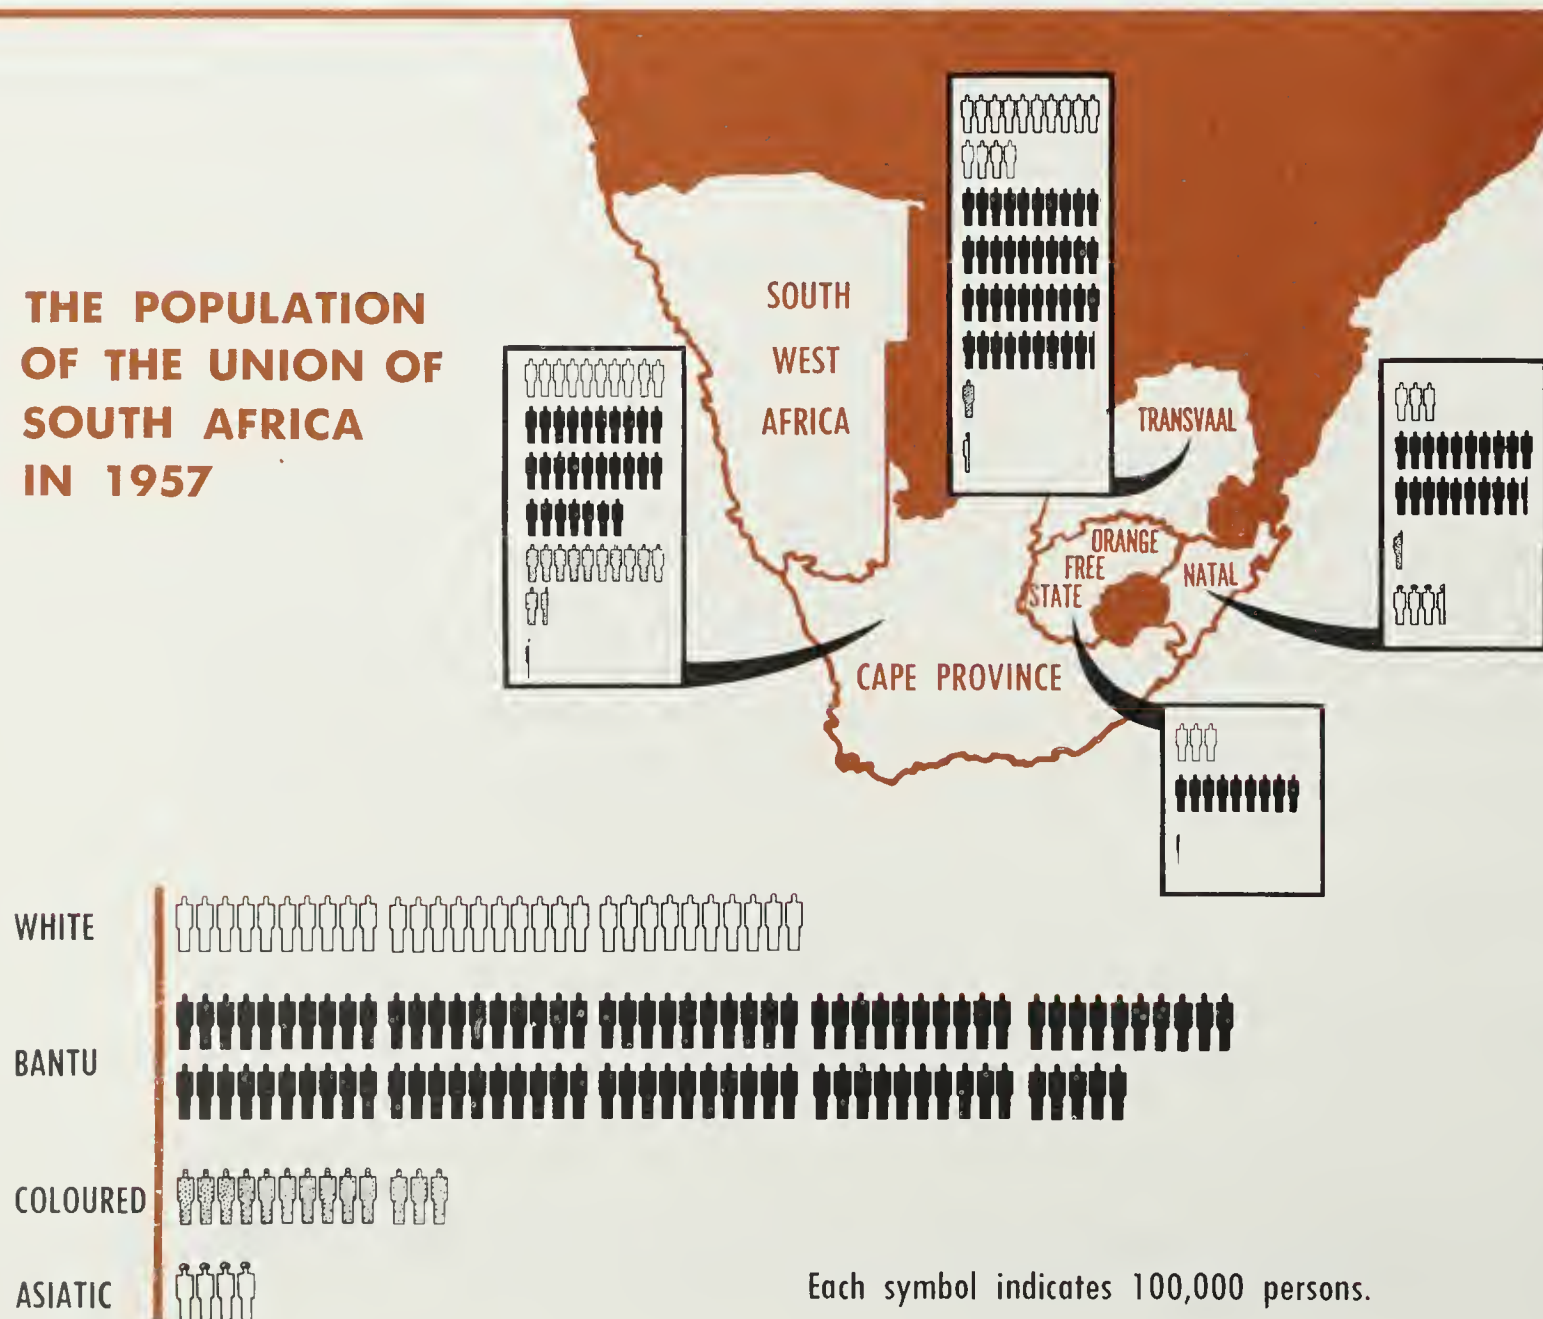 THE POPULATION
OF THE UNION OF
SOUTH AFRICA
IN 1957
SOUTH
WEST
AFRICA
TRANSVAAL
ORANGE
FREE
STATE
NATAL
CAPE PROVINCE
WHITE
BANTU
COLOURED
ASIATIC
Each symbol indicates 100,000 persons.